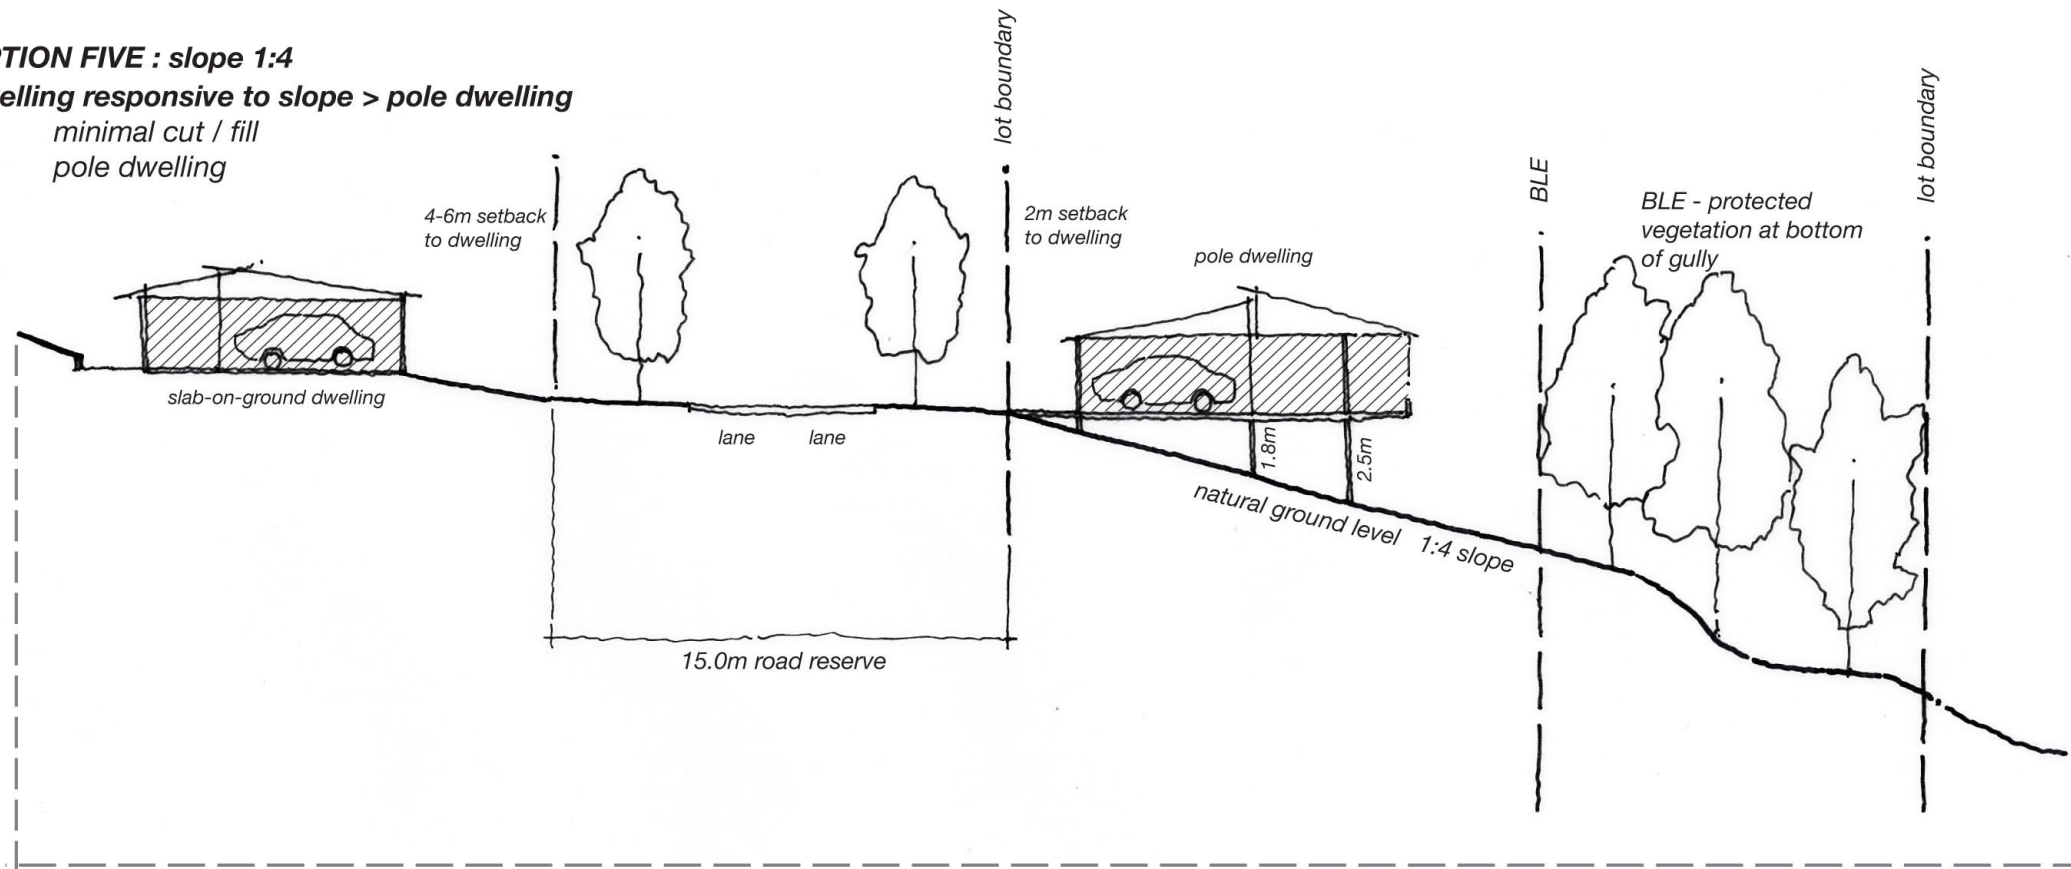 TION FIVE : slope 1:4
elling responsive to slope > pole dwelling
minimal cut / fill
pole dwelling
4-6m setback
to dwelling
lot boundary
2m setback
to dwelling
pole dwelling
BLE
BLE - protected
vegetation at bottom
of gully
lot boundary
slab-on-ground dwelling
lane
lane
1.8m
2.5m
natural ground level 1:4 slope
15.0m road reserve